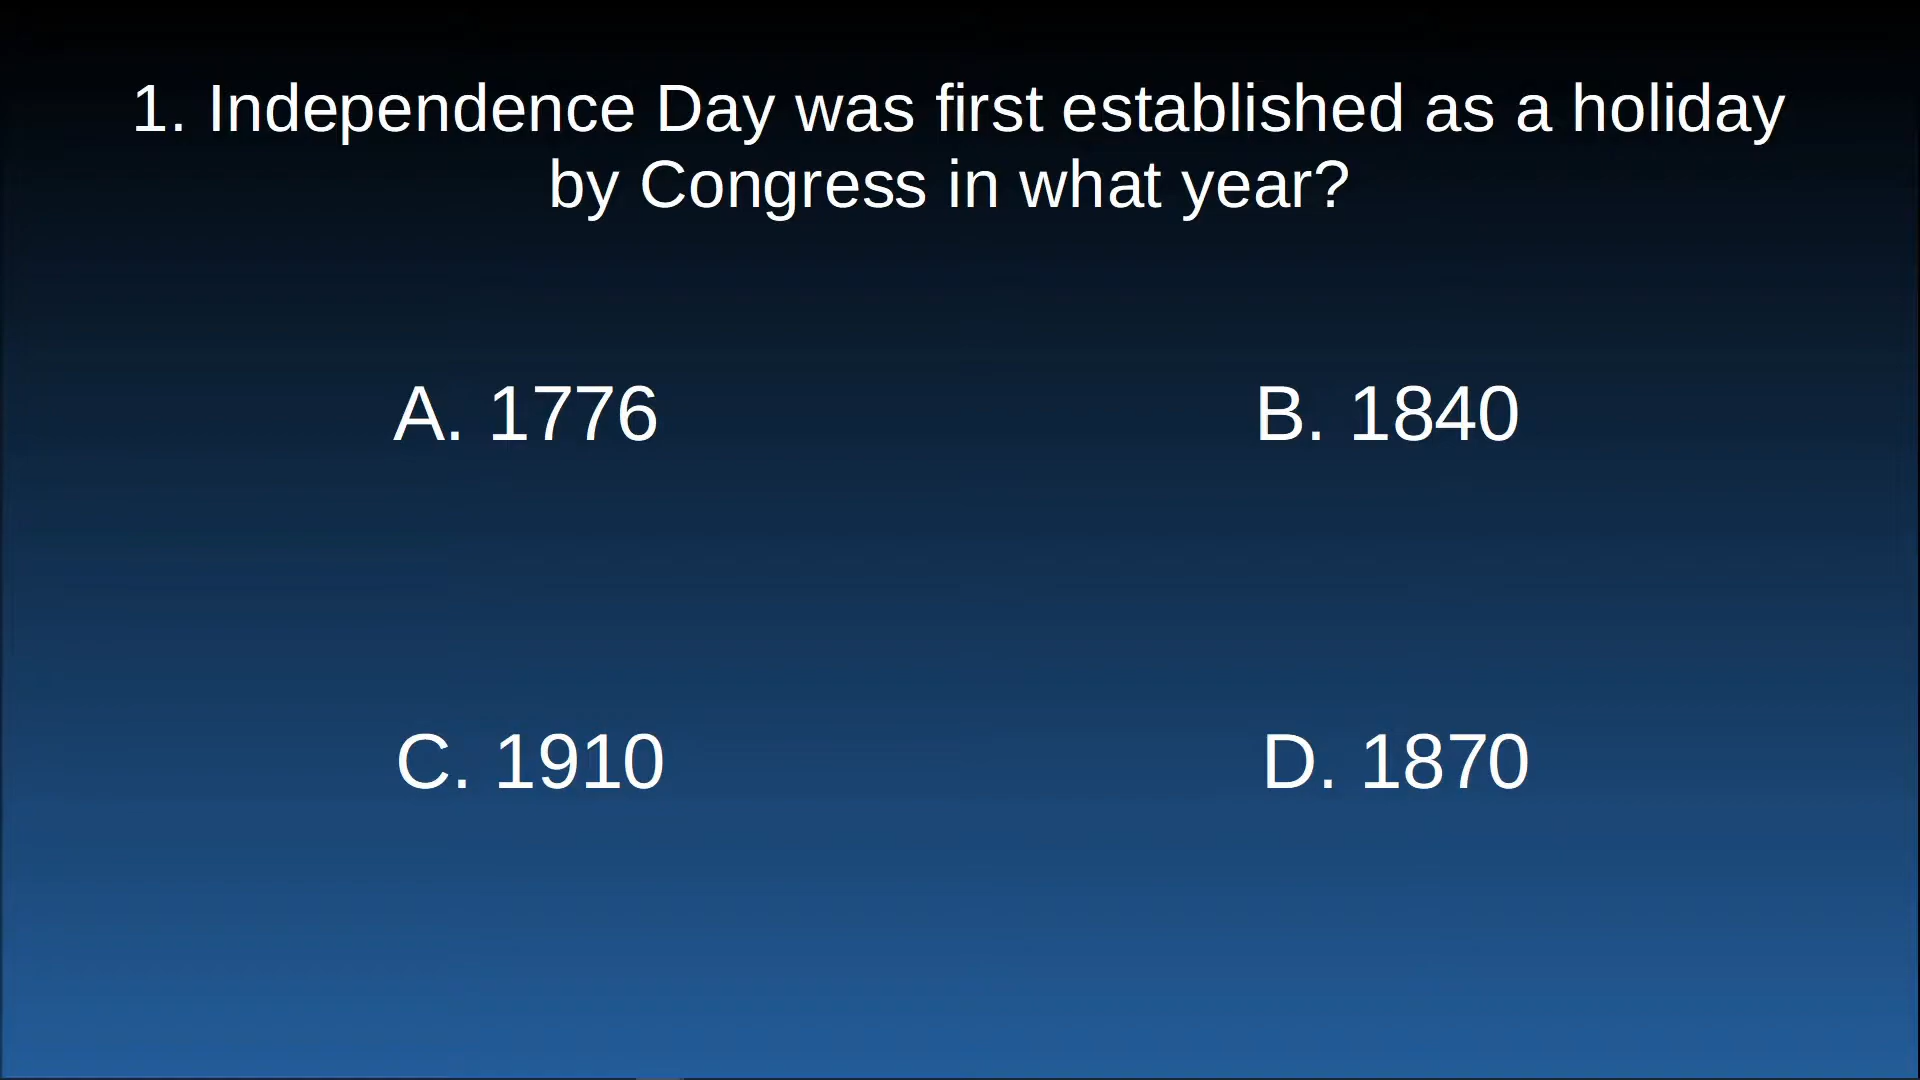 1. Independence Day was first established as a holiday
by Congress in what year?
A. 1776
B. 1840
C. 1910
D. 1870